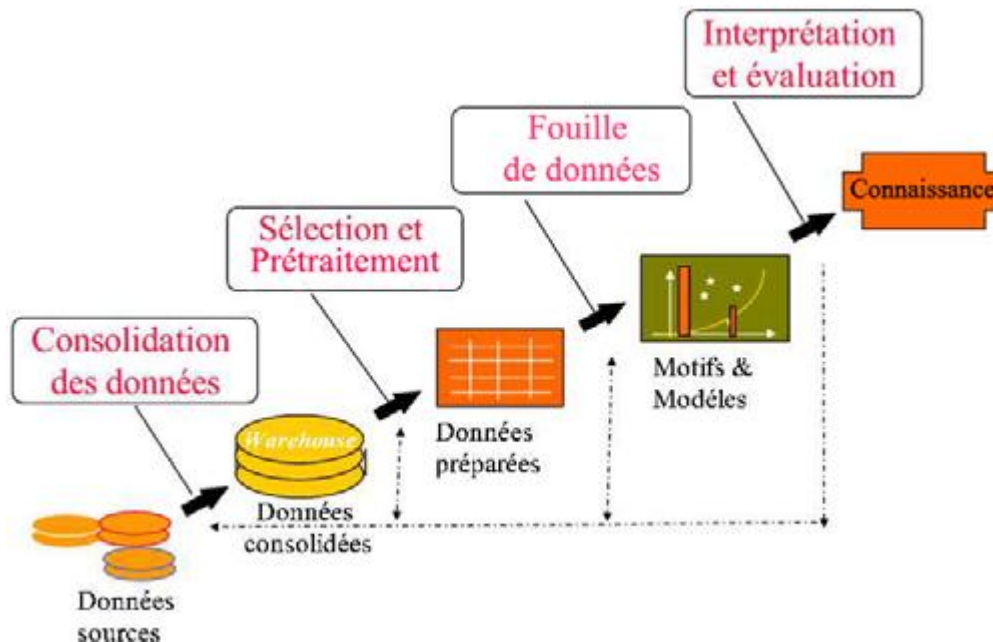 Interprétation
et évaluation
Fouille
de données
Connaissance
Sélection et
Prétraitement
Consolidation
des données
Motifs &
Modéles
Warehouse
Données
préparées
Données
consolidées
Données
sources